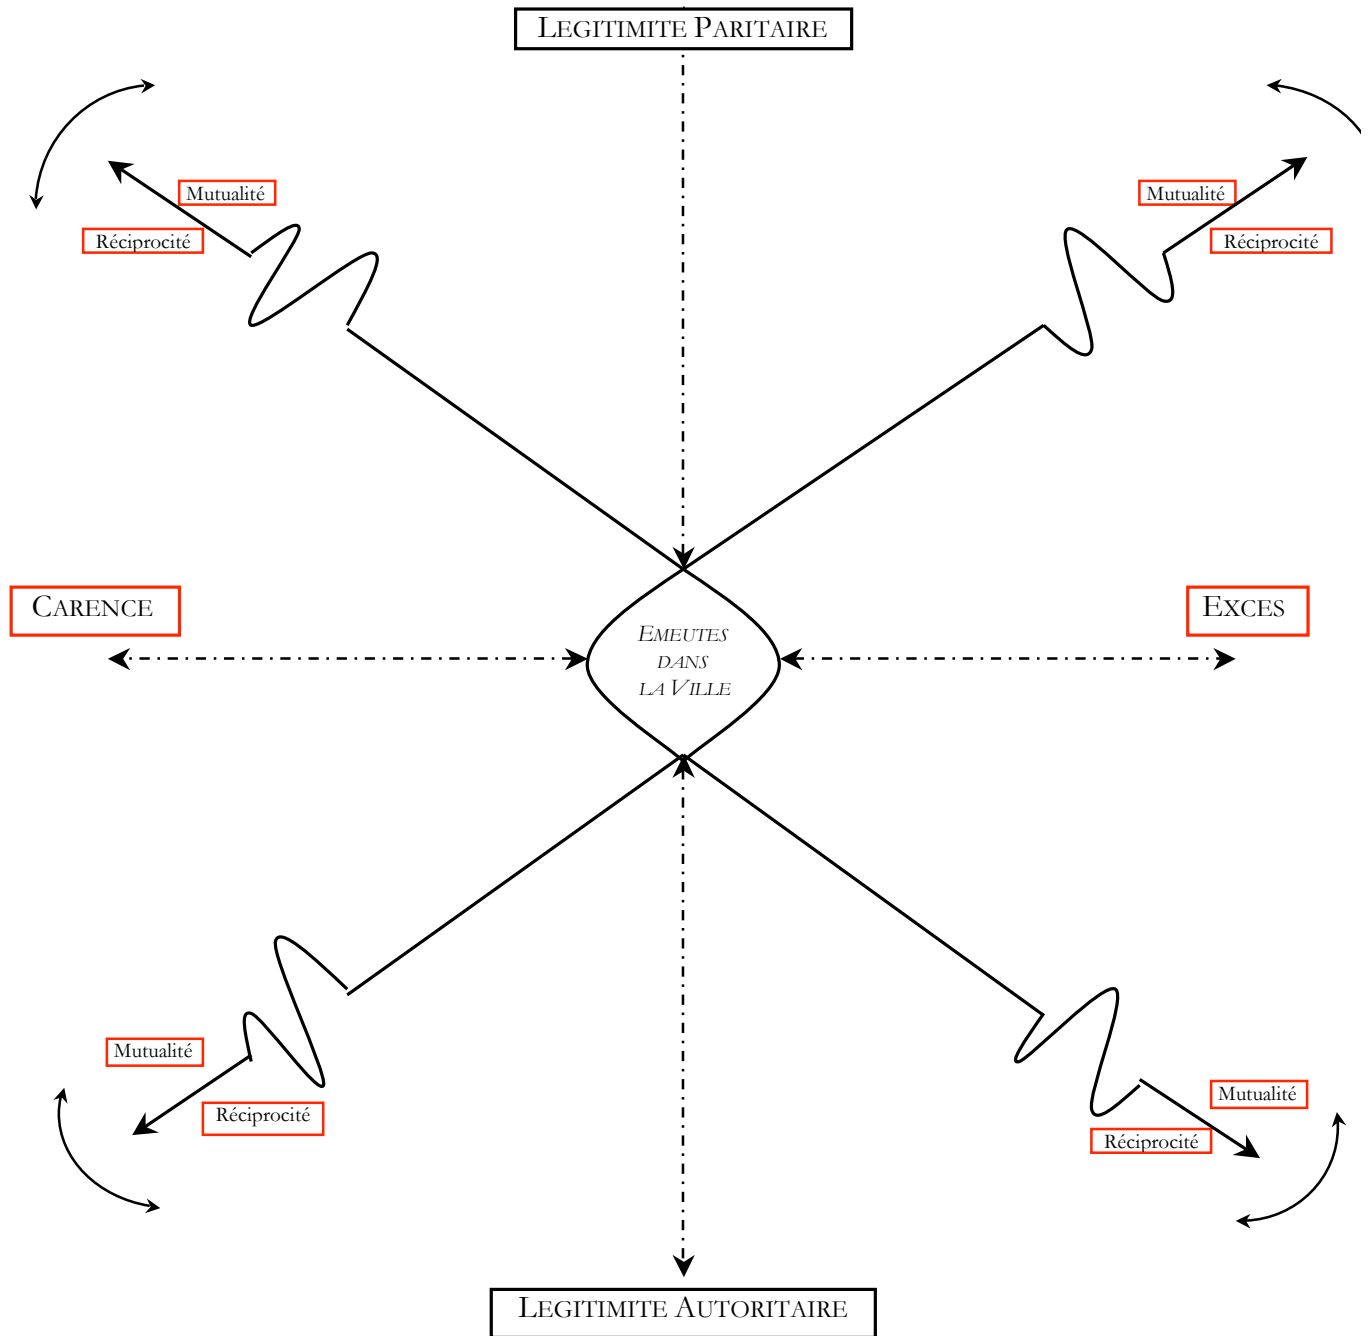 LEGITIMITE PARITAIRE
Mutualité
Mutualité
Réciprocité
Réciprocité
CARENCE
EXCES
EMEUTES
DANS
LA VILLE
Mutualité
Réciprocité
Mutualité
Réciprocité
LEGITIMITE AUTORITAIRE